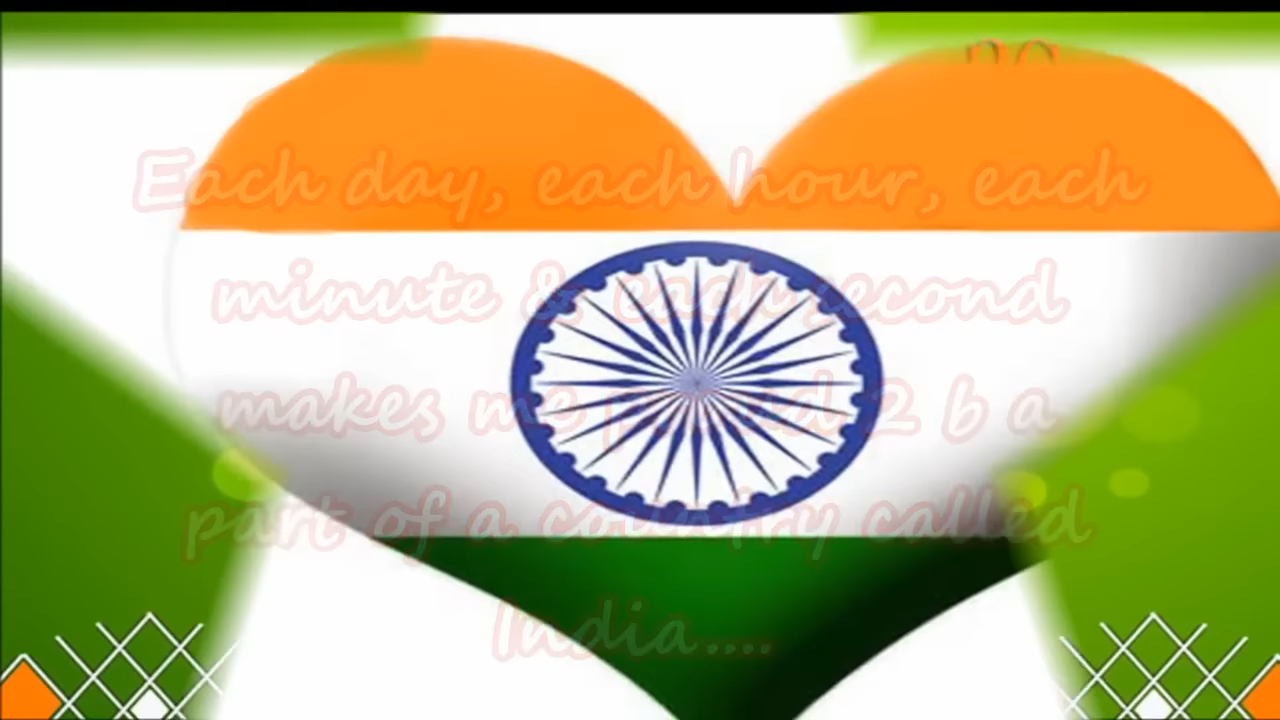 Each day, each hour, each
minute & each second
makes me proud 2 b a
part of a country called
India....